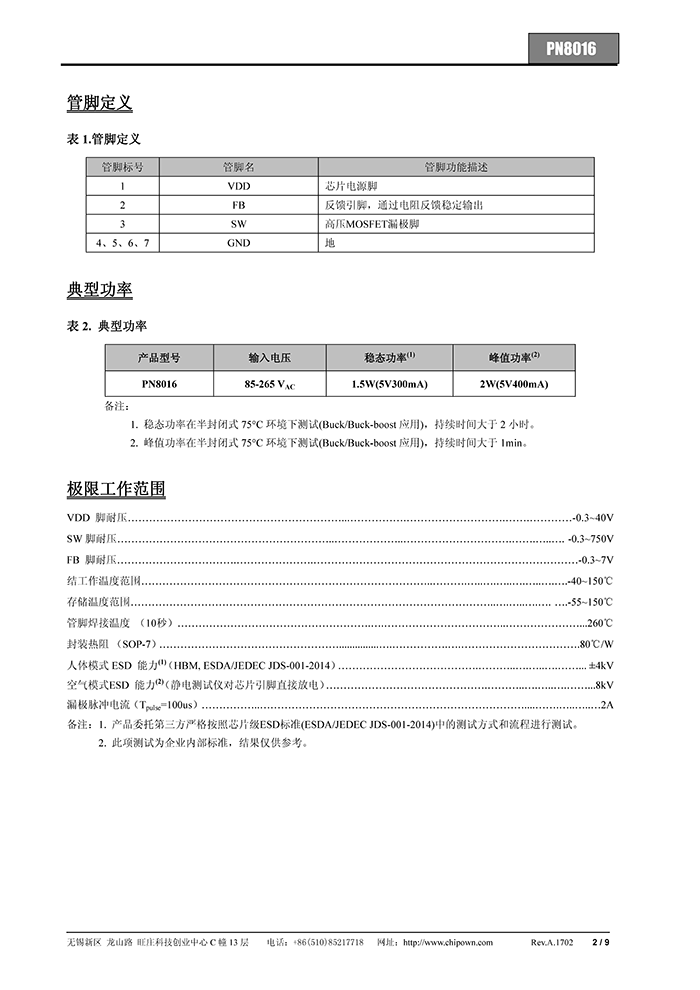 PN8016
管脚定义
表 1.管脚定义
管脚标号 管脚名 管脚功能描述
1 VDD 芯片电源脚
2 FB 反馈引脚，通过电阻反馈稳定输出
3 SW 高压MOSFET漏极脚
4、5、6、7 GND 地
典型功率
表 2. 典型功率
产品型号 输入电压 稳态功率(1) 峰值功率(2)
PN8016 85-265 VAC 1.5W(5V300mA) 2W(5V400mA)
备注：
1. 稳态功率在半封闭式 75°C 环境下测试(Buck/Buck-boost 应用)，持续时间大于 2 小时。
2. 峰值功率在半封闭式 75°C 环境下测试(Buck/Buck-boost 应用)，持续时间大于 1min。
极限工作范围
VDD 脚耐压……………………………………………………-0.3~40V
SW 脚耐压……………………………………………………-0.3~750V
FB 脚耐压……………………………………………………-0.3~7V
结工作温度范围……………………………………………………-40~150℃
存储温度范围……………………………………………………-55~150℃
管脚焊接温度 （10秒）……………………………………………………260℃
封装热阻 （SOP-7）……………………………………………………80℃/W
人体模式 ESD 能力(1)（HBM, ESDA/JEDEC JDS-001-2014）……………………………………………………±4kV
空气模式ESD 能力(2)（静电测试仪对芯片引脚直接放电）……………………………………………………8kV
漏极脉冲电流（Tpulse=100us）……………………………………………………2A
备注：1. 产品委托第三方严格按照芯片级ESD标准(ESDA/JEDEC JDS-001-2014)中的测试方式和流程进行测试。
2. 此项测试为企业内部标准，结果仅供参考。
无锡新区 龙山路 旺庄科技创业中心 C 幢 13 层 电话：+86(510)85217718 网址：http://www.chipown.com Rev.A.1702 2 / 9